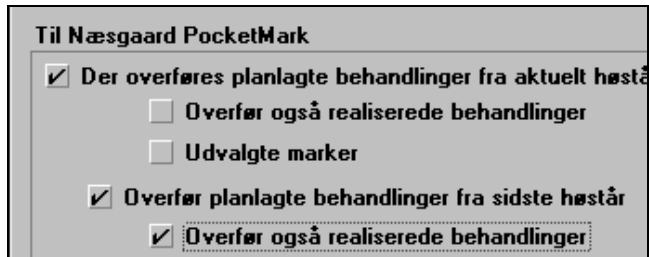 Til Næsgaard PocketMark
Der overføres planlagte behandlinger fra aktuelt høstå
Overfør også realiserede behandlinger
Udvalgte marker
Overfør planlagte behandlinger fra sidste høstår
Overfør også realiserede behandlinger